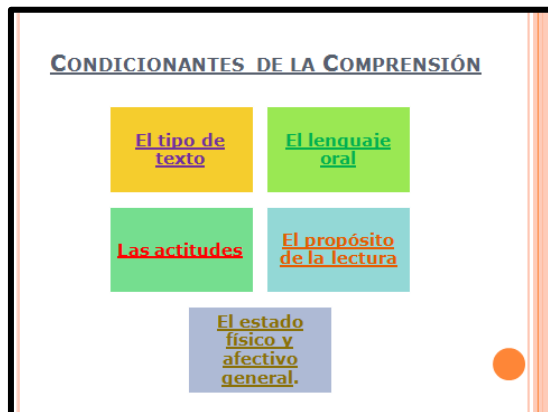 CONDICIONANTES DE LA COMPRENSIÓN
El tipo de
texto
El lenguaje
oral
Las actitudes
El propósito
de la lectura
El estado
físico y
afectivo
general.